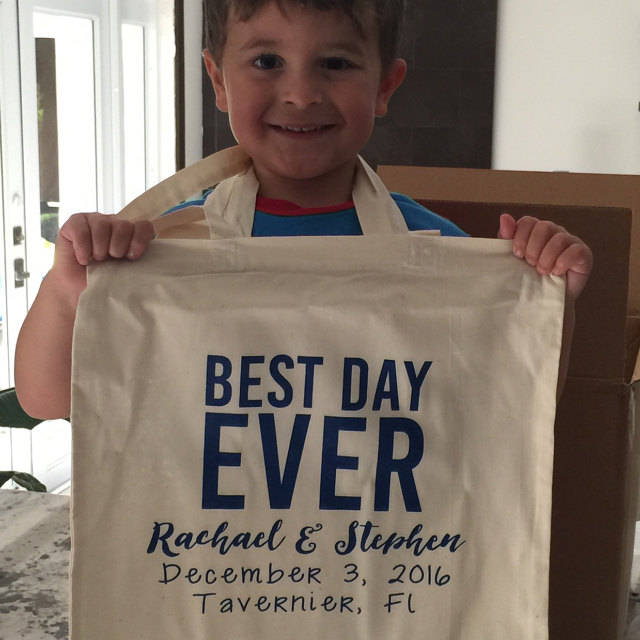 BEST DAY
EVER
Rachael & Stephen
December 3, 2016
Tavernier, Fl